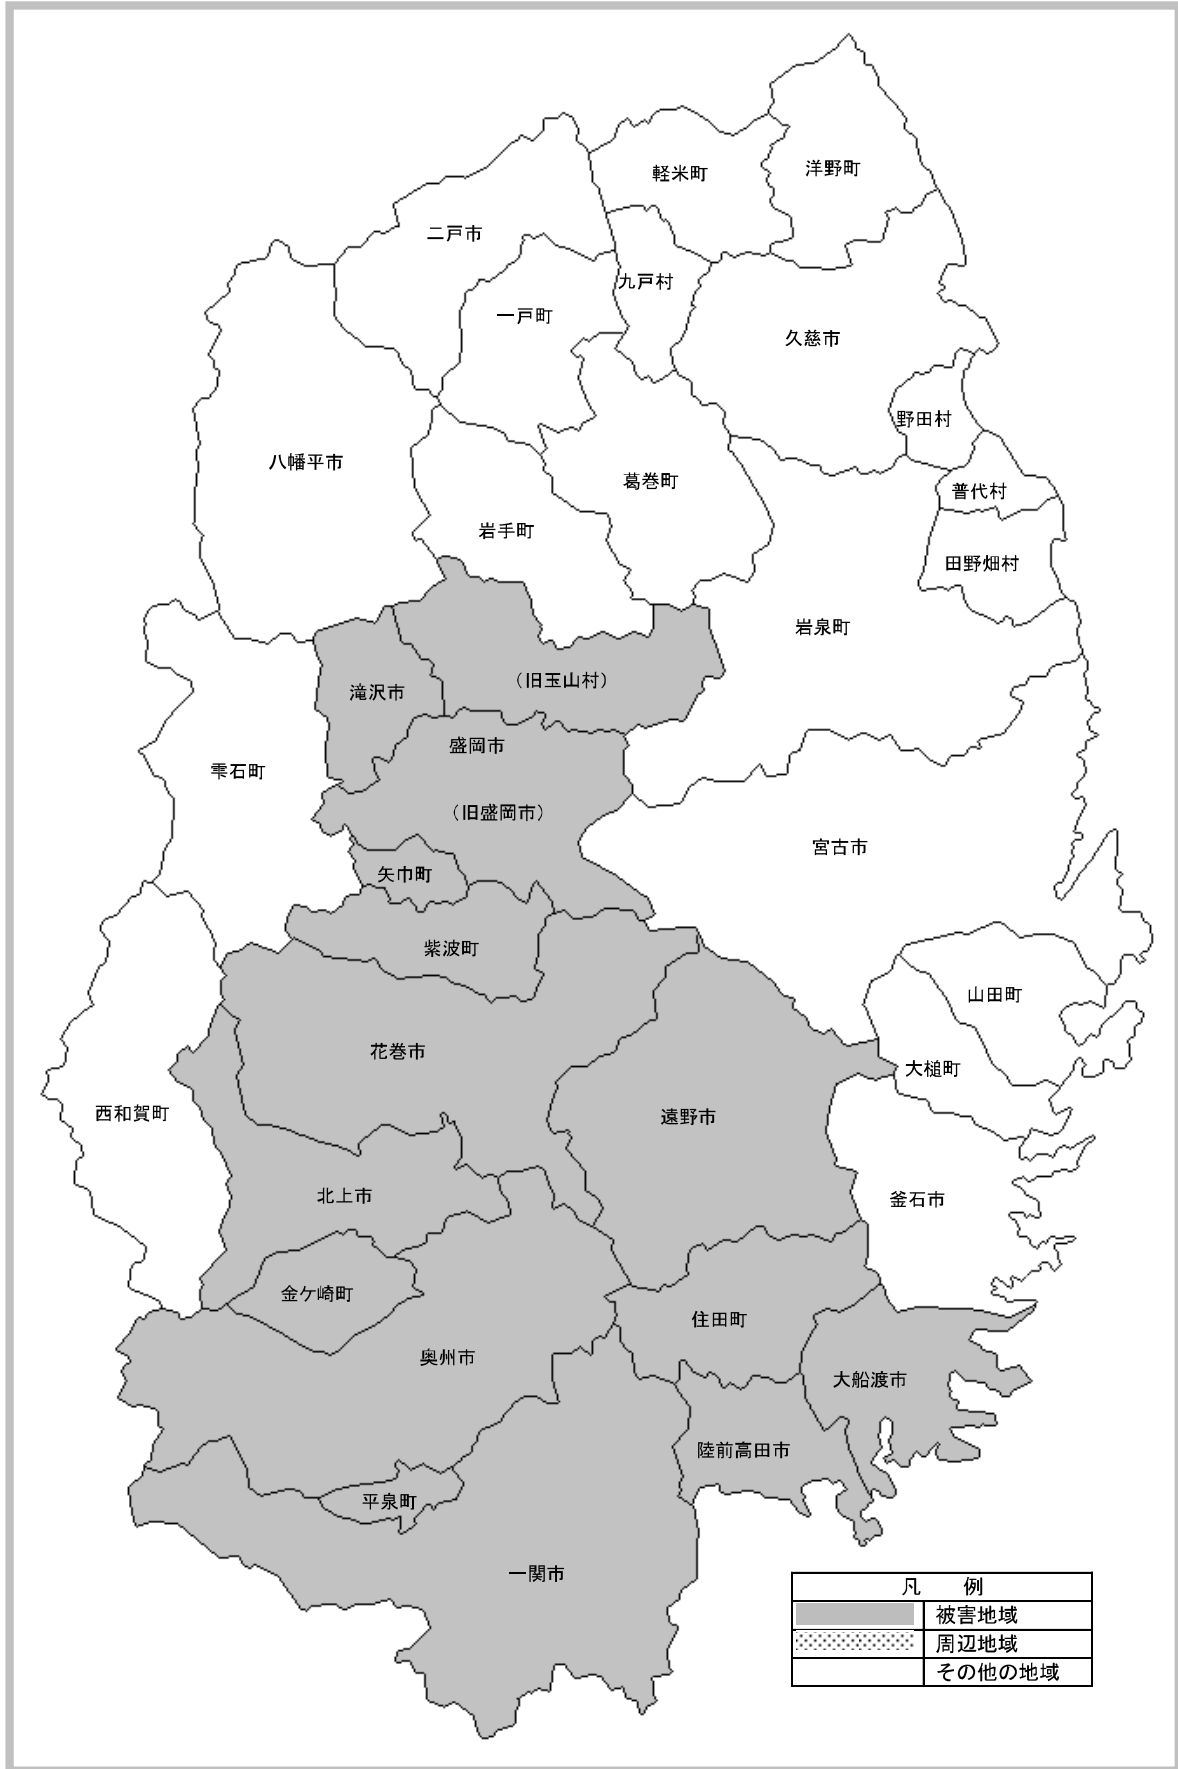 洋野町
軽米町
二戸市
九戸村
一戸町
久慈市
野田村
八幡平市
葛巻町
普代村
岩手町
田野畑村
岩泉町
(旧玉山村)
滝沢市
盛岡市
雫石町
(旧盛岡市)
宮古市
矢巾町
紫波町
山田町
花巻市
大槌町
西和賀町
遠野市
北上市
釜石市
金ケ崎町
住田町
奥州市
大船渡市
陸前高田市
平泉町
一関市
凡 例
被害地域
周辺地域
その他の地域